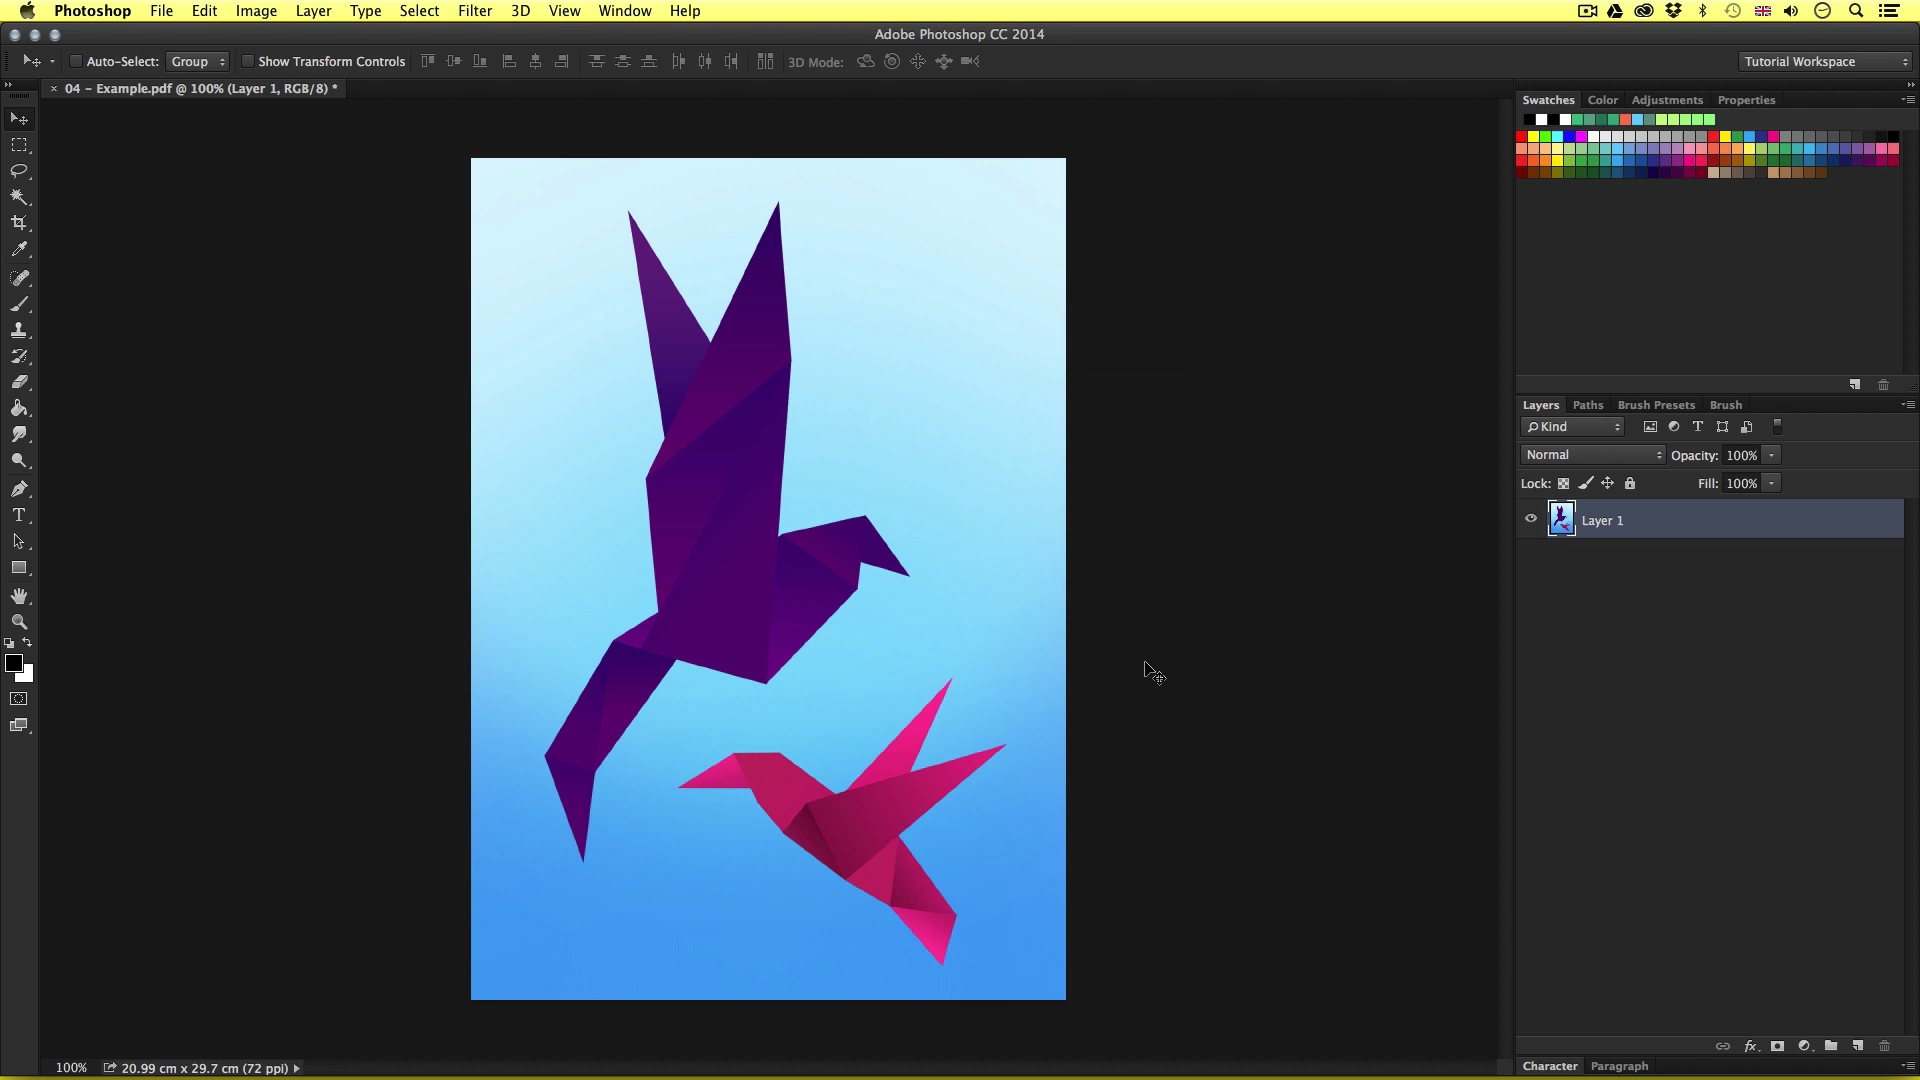 Photoshop File Edit Image Layer Type Select Filter 3D View Window Help
Adobe Photoshop CC 2014
Auto-Select: Group Show Transform Controls 3D Mode: Tutorial Workspace
× 04 - Example.pdf @ 100% (Layer 1, RGB/8) *
Swatches Color Adjustments Properties
Layers Paths Brush Presets Brush
Kind T
Normal Opacity: 100%
Lock: Fill: 100%
Layer 1
T
fx
100% 20.99 cm x 29.7 cm (72 ppi)
Character Paragraph